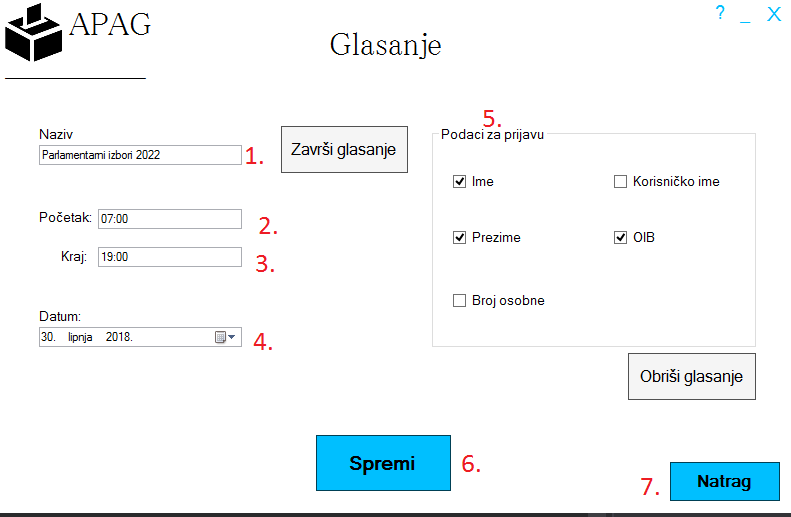 APAG
? _ X
Glasanje
5.
Naziv
Podaci za prijavu
Parlamentarni izbori 2022
1.
Završi glasanje
Ime
Korisničko ime
Početak:
07:00
2.
Kraj:
19:00
3.
Prezime
OIB
Broj osobne
Datum:
30. lipnja 2018.
4.
Obriši glasanje
Spremi
6.
7.
Natrag